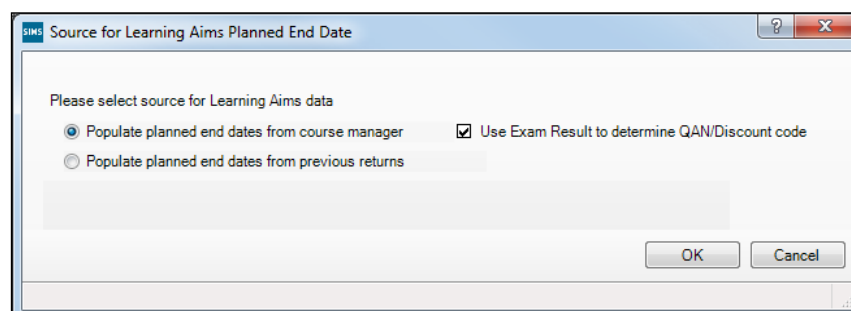 SIMS Source for Learning Aims Planned End Date ? X
Please select source for Learning Aims data
Populate planned end dates from course manager Use Exam Result to determine QAN/Discount code
Populate planned end dates from previous returns
OK Cancel